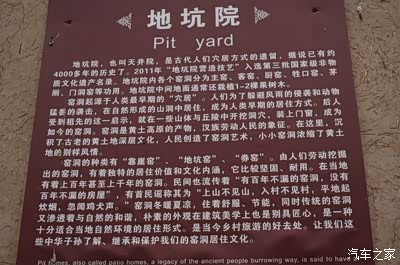 地坑院
Pit yard
地坑院，也叫天井院，是古代人们穴居方式的遗留，据说已有约
4000多年的历史了。2011年“地坑院营造技艺”入选第三批国家级非物
质文化遗产名录。地坑院内各个窑洞分为主窑、客窑、厨窑、牲口窑、茅
厕、门洞窑等功用。地坑院中间地面通常还栽植1-2棵果树木。
窑洞起源于人类最早期的“穴居”。人们为了躲避风雨的侵袭和动物
猛兽的袭击，在自然形成的山洞中居住，成为人类早期的居住方式。后人
受到祖先的这一启示，就在一些山体与丘陵中开挖洞穴，装上门窗，成为
如今的窑洞。窑洞是黄土高原的产物，汉族劳动人民的象征。在这里，沉
积了古老的黄土地深层文化，人民创造了窑洞艺术，小小窑洞浓缩了黄土
地的别样风情。
窑洞的种类有“靠崖窑”、“地坑窑”、“券窑”。由人们劳动挖掘
出的窑洞，有着独特的居住价值和文化内涵，它比较坚固、耐用。在当地
有着上百年甚至上千年的窑洞。民间也流传着“有百年不漏的窑洞，没有
百年不漏的房屋”，有首民谣称其为“上山不见山，入村不见村，平地起
炊烟，忽闻鸡犬声。”窑洞冬暖夏凉，住着舒服、节能，同时传统的窑洞
又渗透着与自然的和谐，朴素的外观在建筑美学上也是别具匠心，是一种
十分适合当地自然环境的居住形式。是当今乡村旅游的好去处。让我们这
些中华子孙了解、继承和保护我们的窑洞居住文化。
also called patio homes, a legacy of the ancient people burrowing way, is said to have
汽车之家